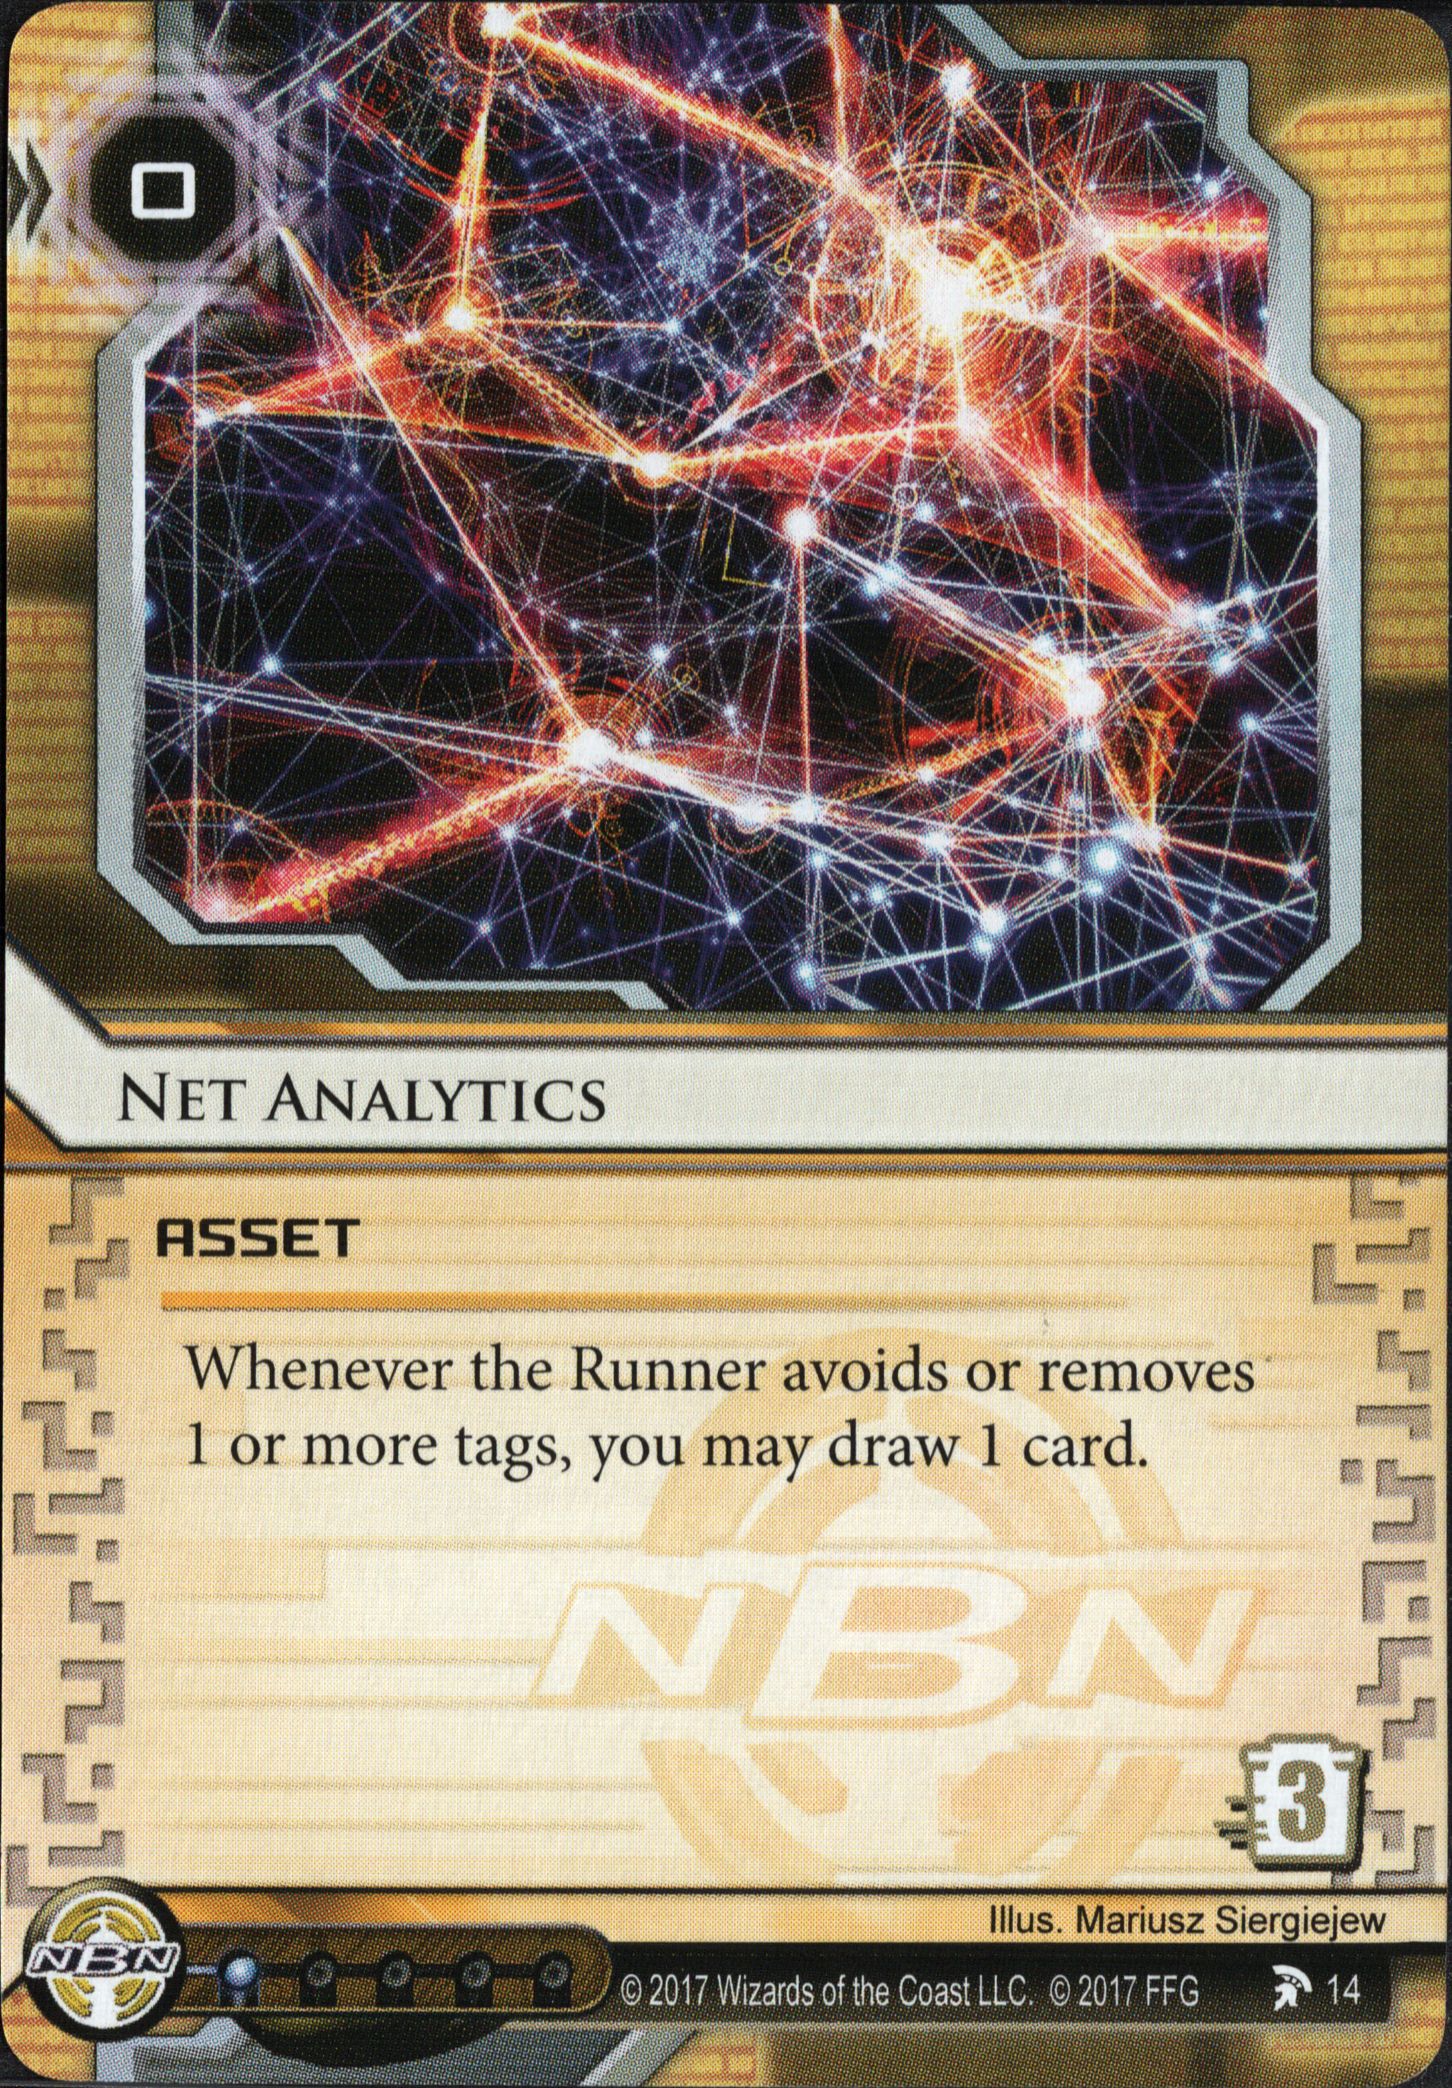 0
NET ANALYTICS
ASSET
Whenever the Runner avoids or removes
1 or more tags, you may draw 1 card.
NBN
3
Illus. Mariusz Siergiejew
NBN
© 2017 Wizards of the Coast LLC. © 2017 FFG 14